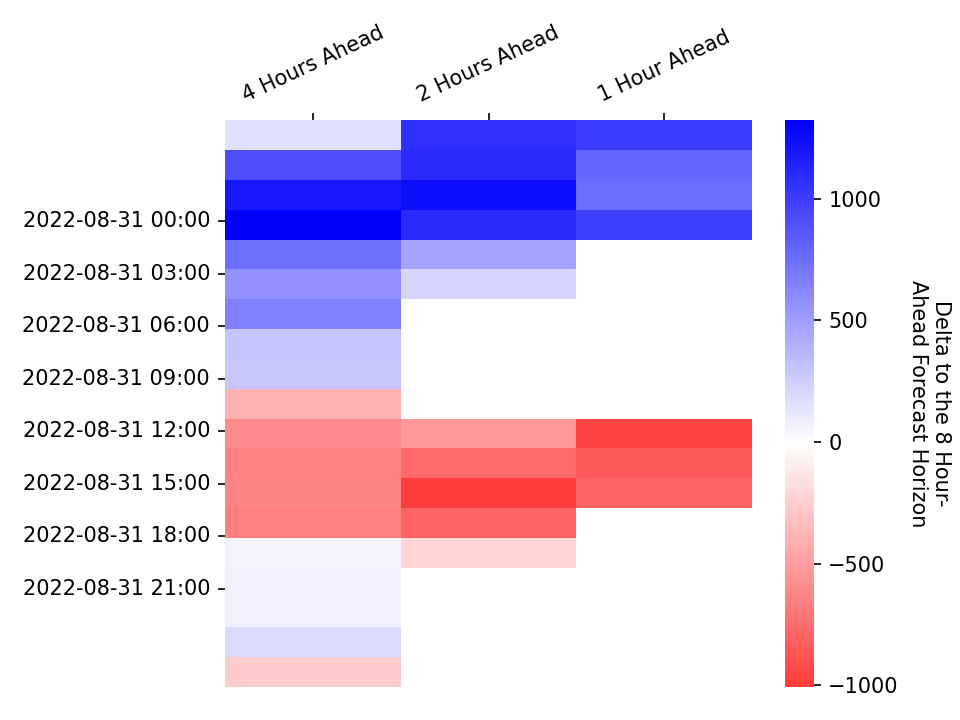 4 Hours Ahead
2 Hours Ahead
1 Hour Ahead
2022-08-31 00:00
2022-08-31 03:00
2022-08-31 06:00
2022-08-31 09:00
2022-08-31 12:00
2022-08-31 15:00
2022-08-31 18:00
2022-08-31 21:00
1000
500
0
−500
−1000
Delta to the 8 Hour-
Ahead Forecast Horizon